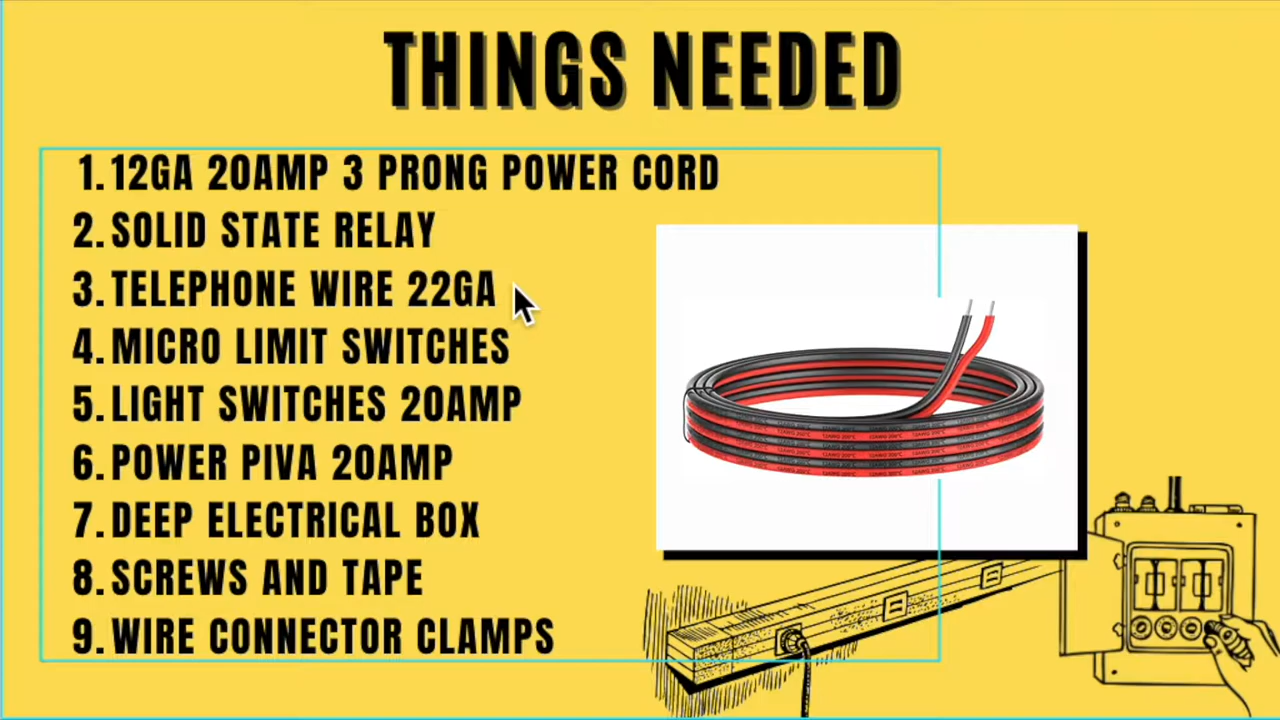 THINGS NEEDED
1. 12GA 20AMP 3 PRONG POWER CORD
2. SOLID STATE RELAY
3. TELEPHONE WIRE 22GA
4. MICRO LIMIT SWITCHES
5. LIGHT SWITCHES 20AMP
6. POWER PIVA 20AMP
7. DEEP ELECTRICAL BOX
8. SCREWS AND TAPE
9. WIRE CONNECTOR CLAMPS